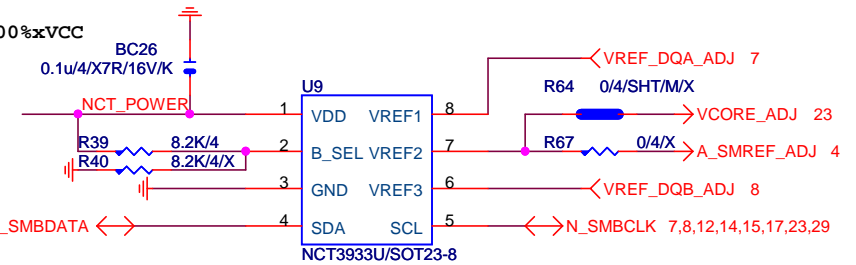 00%xVCC
BC26
0.1u/4/X7R/16V/K
NCT_POWER
U9
1 VDD VREF1 8
VREF_DQA_ADJ 7
R64 0/4/SHT/M/X
VCORE_ADJ 23
R39 8.2K/4
2 B_SEL VREF2 7
R67 0/4/X
A_SMREF_ADJ 4
R40 8.2K/4/X
3 GND VREF3 6
VREF_DQB_ADJ 8
_SMBDATA
4 SDA SCL 5
N_SMBCLK 7,8,12,14,15,17,23,29
NCT3933U/SOT23-8